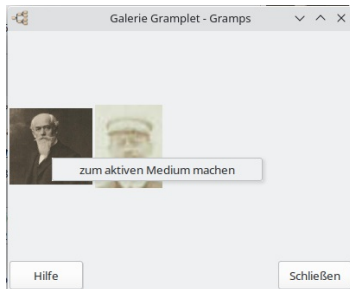 Galerie Gramplet - Gramps
zum aktiven Medium machen
Hilfe
Schließen